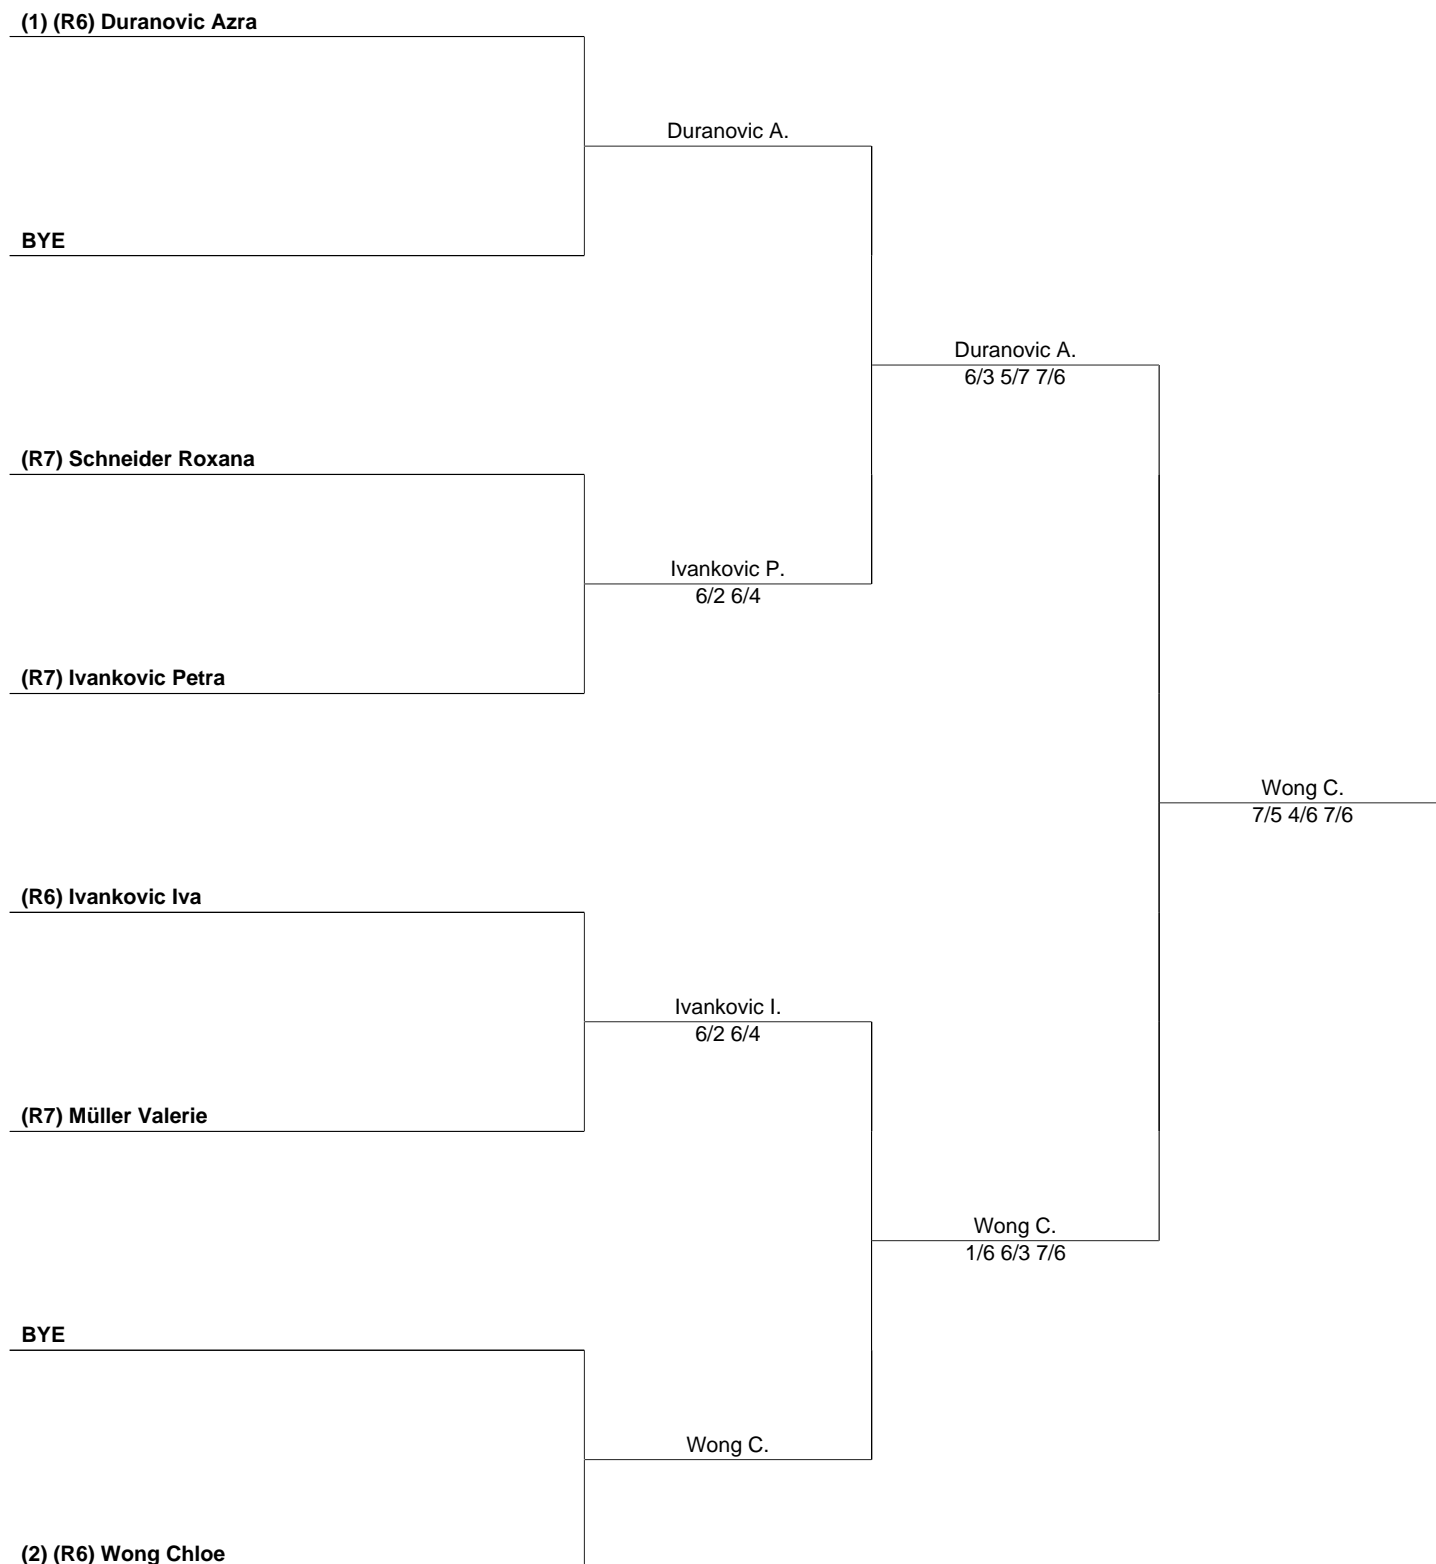 (1) (R6) Duranovic Azra
Duranovic A.
BYE
Duranovic A.
6/3 5/7 7/6
(R7) Schneider Roxana
Ivankovic P.
6/2 6/4
(R7) Ivankovic Petra
Wong C.
7/5 4/6 7/6
(R6) Ivankovic Iva
Ivankovic I.
6/2 6/4
(R7) Müller Valerie
Wong C.
1/6 6/3 7/6
BYE
Wong C.
(2) (R6) Wong Chloe